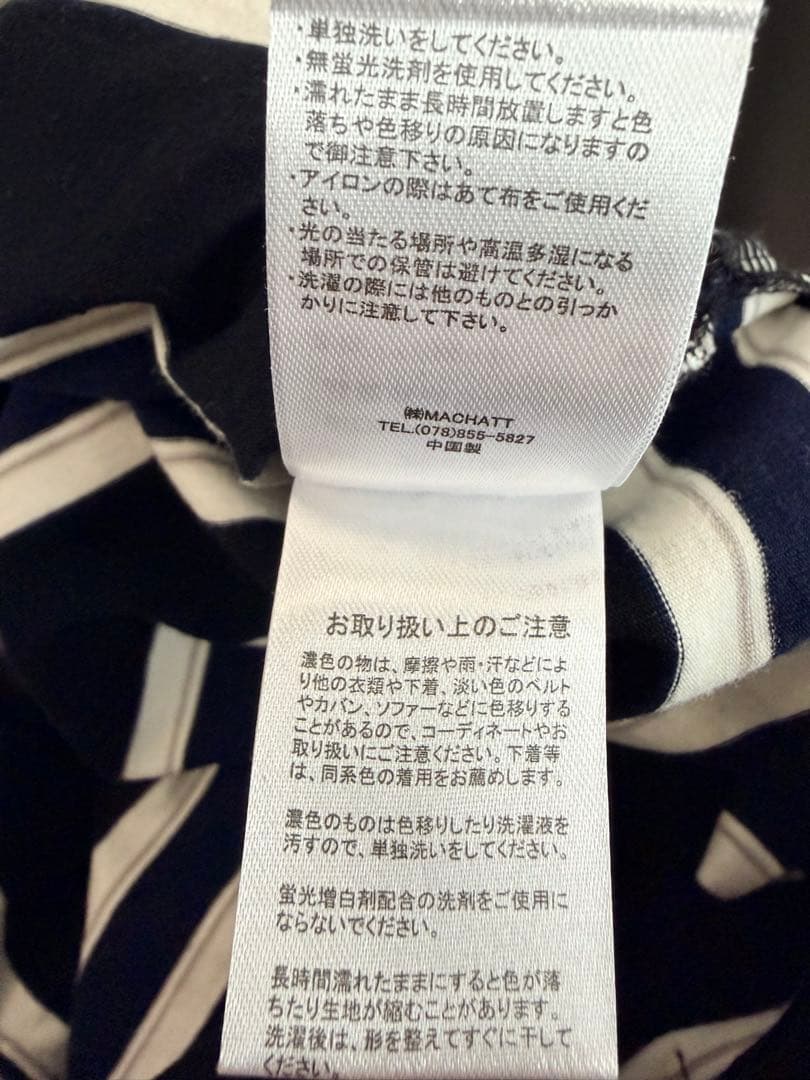 ・単独洗いをしてください。
・無蛍光洗剤を使用してください。
・濡れたまま長時間放置しますと色
落ちや色移りの原因になりますの
で御注意下さい。
・アイロンの際はあて布をご使用くだ
さい。
・光の当たる場所や高温多湿になる
場所での保管は避けてください。
・洗濯の際には他のものとの引っか
かりに注意して下さい。
㈱MACHATT
TEL.(078)855-5827
中国製
お取り扱い上のご注意
濃色の物は、摩擦や雨・汗などによ
り他の衣類や下着、淡い色のベルト
やカバン、ソファーなどに色移りする
ことがあるので、コーディネートやお
取り扱いにご注意ください。下着等
は、同系色の着用をお薦めします。
濃色のものは色移りしたり洗濯液を
汚すので、単独洗いをしてください。
蛍光増白剤配合の洗剤をご使用に
ならないでください。
長時間濡れたままにすると色が落
ちたり生地が縮むことがあります。
洗濯後は、形を整えてすぐに干して
ください。